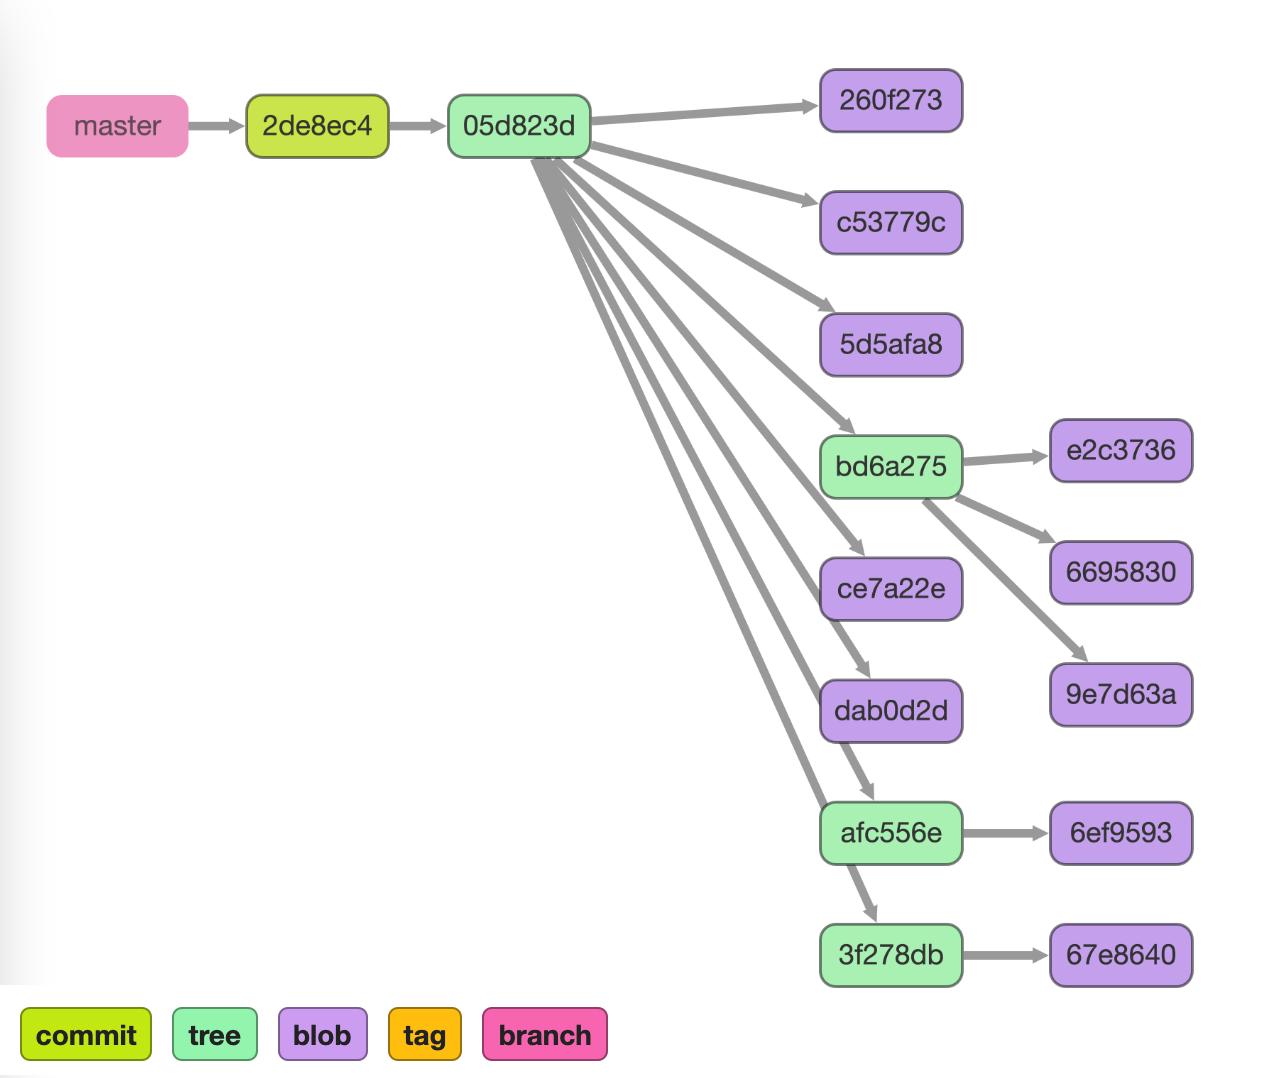 master
2de8ec4
05d823d
260f273
c53779c
5d5afa8
bd6a275
e2c3736
6695830
ce7a22e
9e7d63a
dab0d2d
afc556e
6ef9593
3f278db
67e8640
commit tree blob tag branch